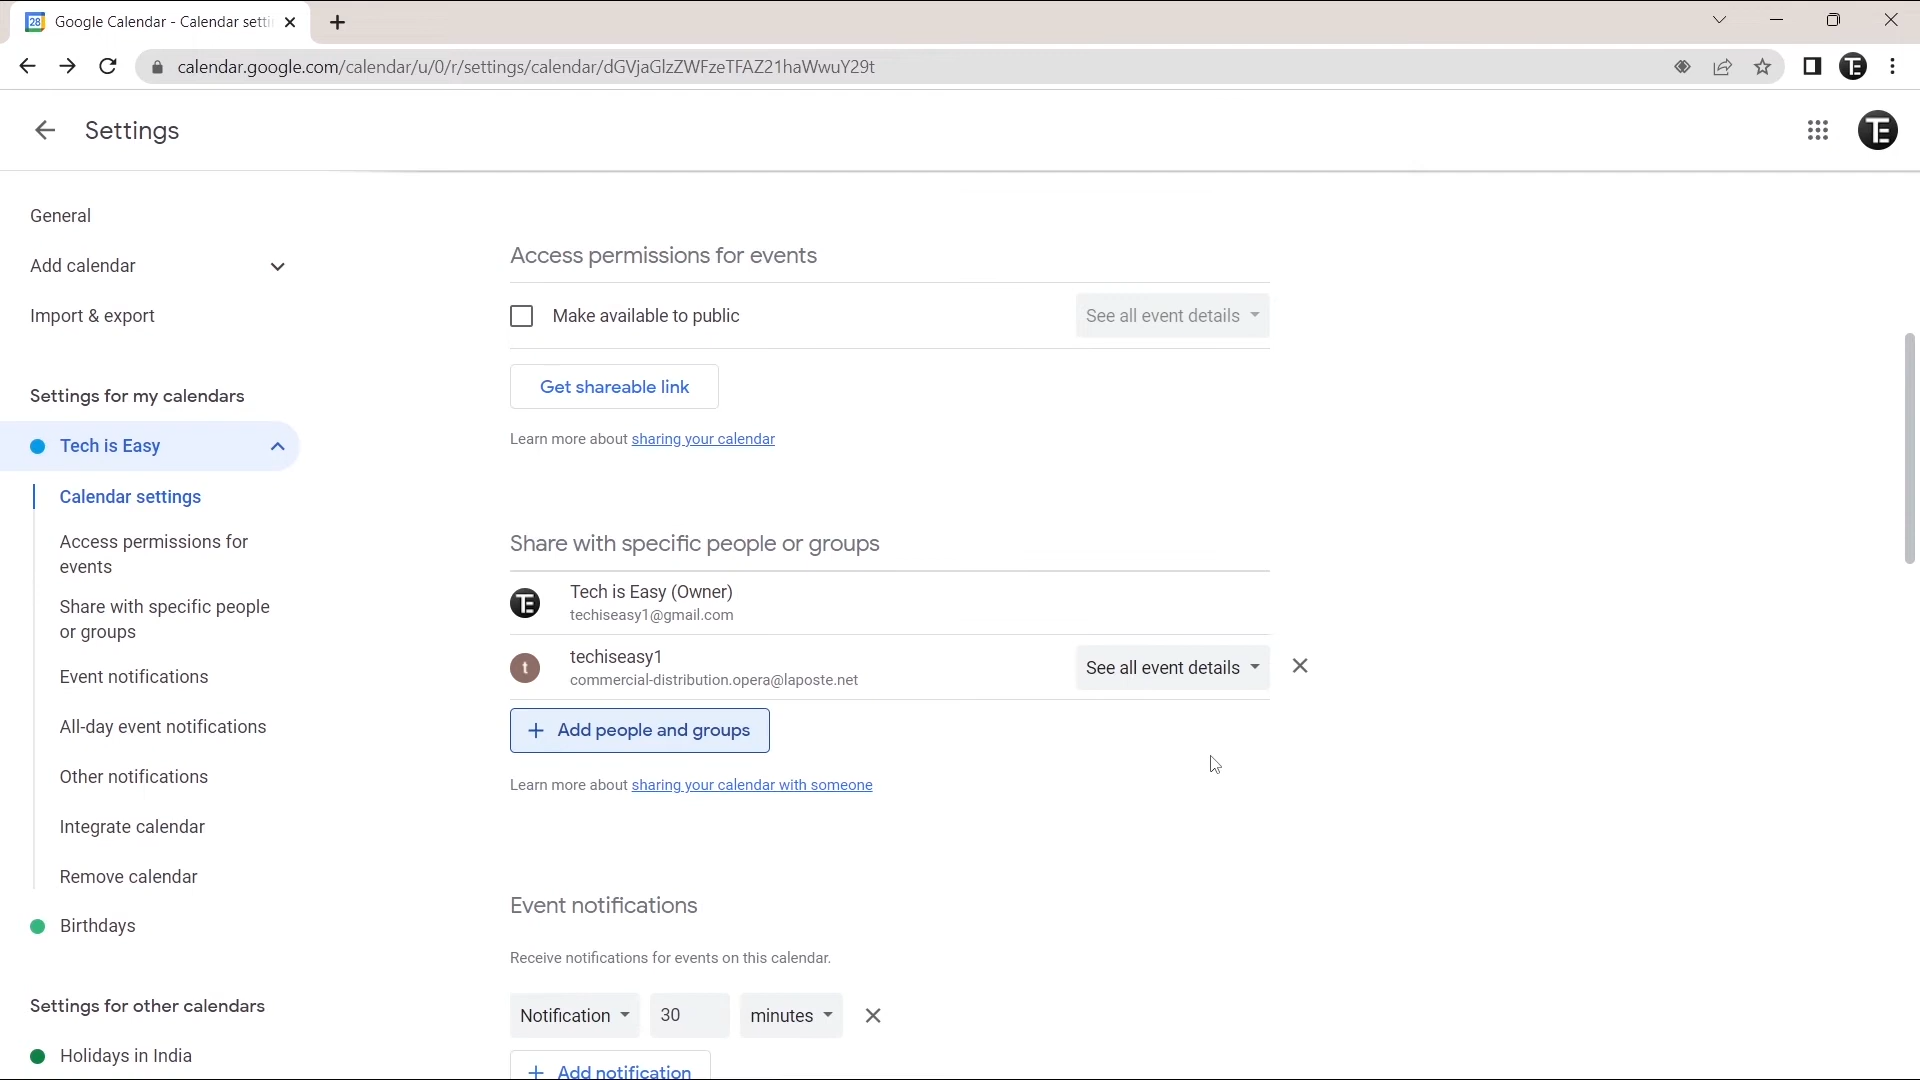 28
Google Calendar - Calendar setti
calendar.google.com/calendar/u/0/r/settings/calendar/dGVjaGlzZWFzeTFAZ21haWwuY29t
TE
Settings
TE
General
Add calendar
Import & export
Settings for my calendars
Tech is Easy
Calendar settings
Access permissions for
events
Share with specific people
or groups
Event notifications
All-day event notifications
Other notifications
Integrate calendar
Remove calendar
Birthdays
Settings for other calendars
Holidays in India
Access permissions for events
Make available to public
See all event details
Get shareable link
Learn more about sharing your calendar
Share with specific people or groups
TE
Tech is Easy (Owner)
techiseasy1@gmail.com
t
techiseasy1
commercial-distribution.opera@laposte.net
See all event details
+ Add people and groups
Learn more about sharing your calendar with someone
Event notifications
Receive notifications for events on this calendar.
Notification 30 minutes
+ Add notification